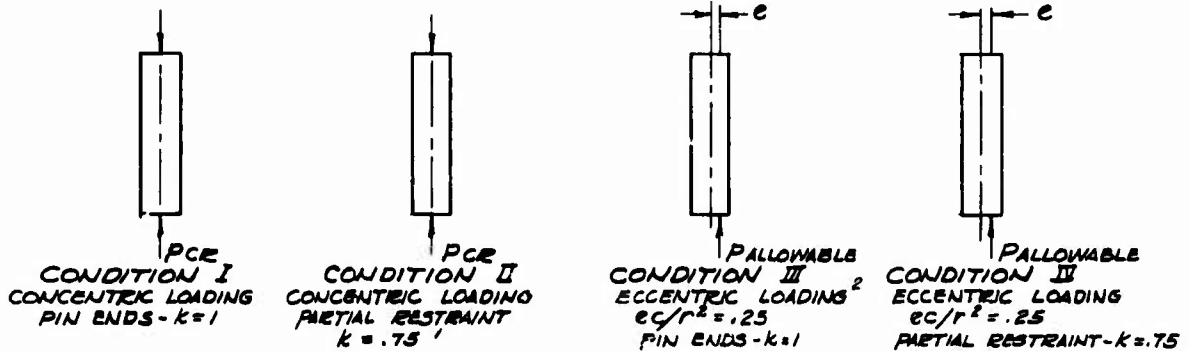 e
e
PCR
CONDITION I
CONCENTRIC LOADING
PIN ENDS - K=1
PCR
CONDITION II
CONCENTRIC LOADING
PARTIAL RESTRAINT
K = .75 1
PALLOWABLE
CONDITION III
ECCENTRIC LOADING 2
ec/r² = .25
PIN ENDS - K=1
PALLOWABLE
CONDITION IV
ECCENTRIC LOADING
ec/r² = .25
PARTIAL RESTRAINT - K=.75